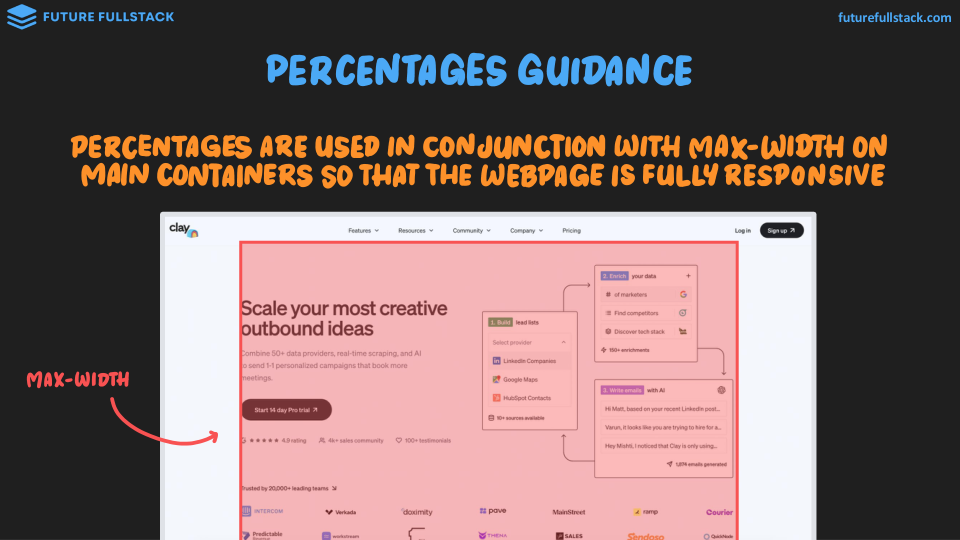 FUTURE FULLSTACK
futurefullstack.com
PERCENTAGES GUIDANCE
PERCENTAGES ARE USED IN CONJUNCTION WITH MAX-WIDTH ON
MAIN CONTAINERS SO THAT THE WEBPAGE IS FULLY RESPONSIVE
clay
Features
Resources
Community
Company
Pricing
Log in
Sign up
Scale your most creative
outbound ideas
Combine 50+ data providers, real-time scraping, and AI
to send 1-1 personalized campaigns that book more
meetings.
Start 14 day Pro trial
4.9 rating
4k+ sales community
100+ testimonials
MAX-WIDTH
1. Build lead lists
Select provider
LinkedIn Companies
Google Maps
HubSpot Contacts
10+ sources available
2. Enrich your data
# of marketers
Find competitors
Discover tech stack
150+ enrichments
3. Write emails with AI
Hi Matt, based on your recent LinkedIn post...
Varun, it looks like you are trying to hire for a...
Hey Mishti, I noticed that Clay is only using...
1,874 emails generated
Trusted by 20,000+ leading teams
INTERCOM
Verkada
doximity
pave
MainStreet
ramp
Courier
Predictable
workstream
THEMA
SALES
Sendoso
QuickNode